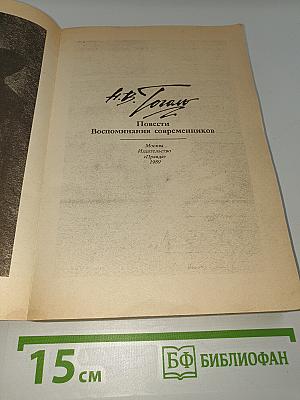 Н.В. Гоголь
Повести
Воспоминания современников
Москва
Издательство
«Правда»
1989
15 см
БФ БИБЛИОФАН